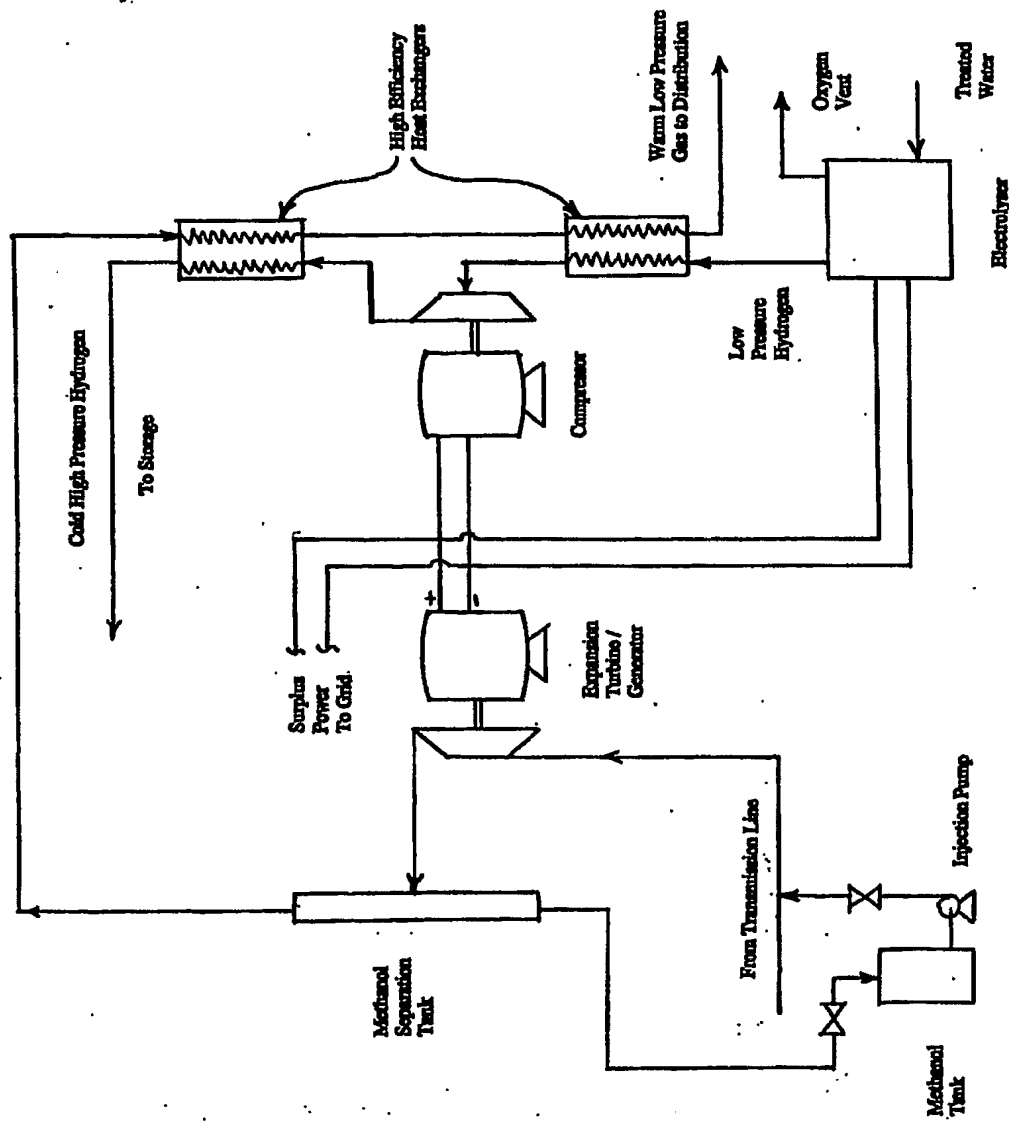 High Efficiency
Heat Exchangers
Cold High Pressure Hydrogen
To Storage
Warm Low Pressure
Gas to Distribution
Oxygen
Vent
Treated
Water
Electrolyser
Low
Pressure
Hydrogen
Compressor
+
-
Surplus
Power
To Grid.
Expansion
Turbine /
Generator
Methanol
Separation
Tank
From Transmission Line
Injection Pump
Methanol
Tank